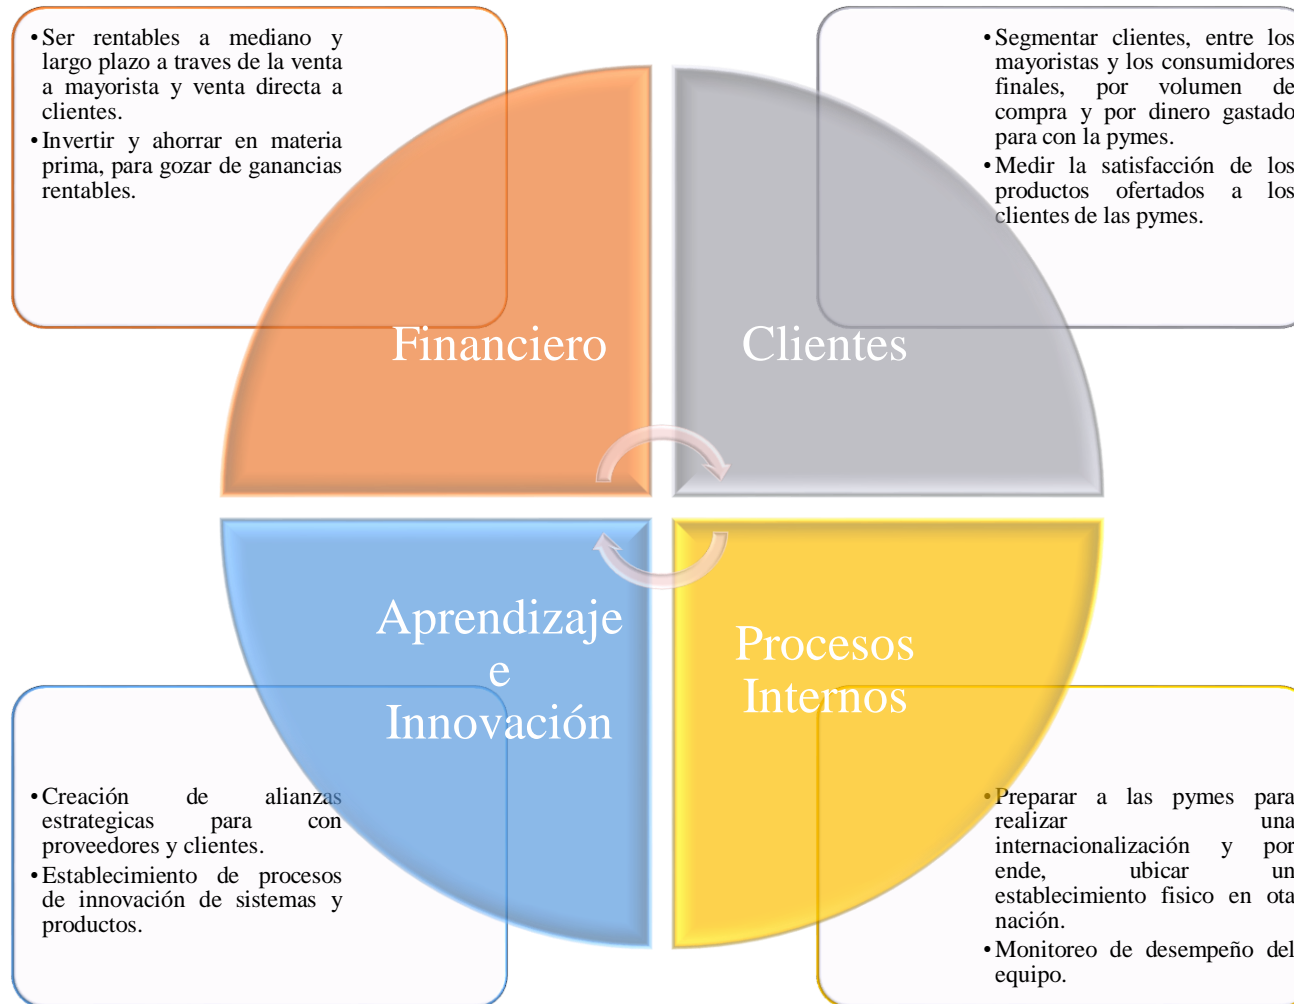 • Ser rentables a mediano y
largo plazo a traves de la venta
a mayorista y venta directa a
clientes.
• Invertir y ahorrar en materia
prima, para gozar de ganancias
rentables.
• Segmentar clientes, entre los
mayoristas y los consumidores
finales, por volumen de
compra y por dinero gastado
para con la pymes.
• Medir la satisfacción de los
productos ofertados a los
clientes de las pymes.
Financiero
Clientes
Aprendizaje
e
Innovación
Procesos
Internos
• Creación de alianzas
estrategicas para con
proveedores y clientes.
• Establecimiento de procesos
de innovación de sistemas y
productos.
• Preparar a las pymes para
realizar una
internacionalización y por
ende, ubicar un
establecimiento fisico en ota
nación.
• Monitoreo de desempeño del
equipo.